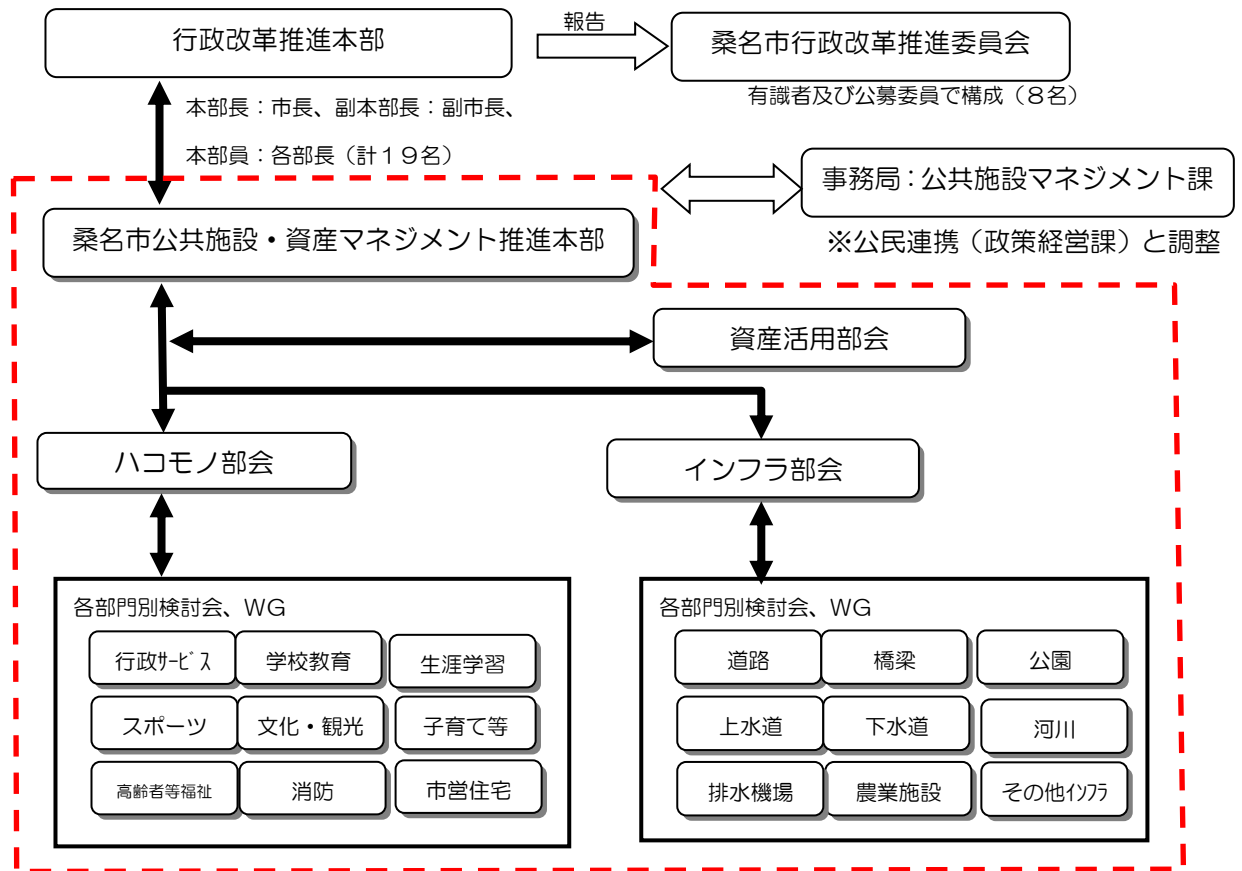 行政改革推進本部
報告
桑名市行政改革推進委員会
有識者及び公募委員で構成（８名）
本部長：市長、副本部長：副市長、
本部員：各部長（計１９名）
事務局：公共施設マネジメント課
※公民連携（政策経営課）と調整
桑名市公共施設・資産マネジメント推進本部
資産活用部会
ハコモノ部会
インフラ部会
各部門別検討会、WG
行政ｻｰﾋﾞｽ
学校教育
生涯学習
スポーツ
文化・観光
子育て等
高齢者等福祉
消防
市営住宅
各部門別検討会、WG
道路
橋梁
公園
上水道
下水道
河川
排水機場
農業施設
その他ｲﾝﾌﾗ